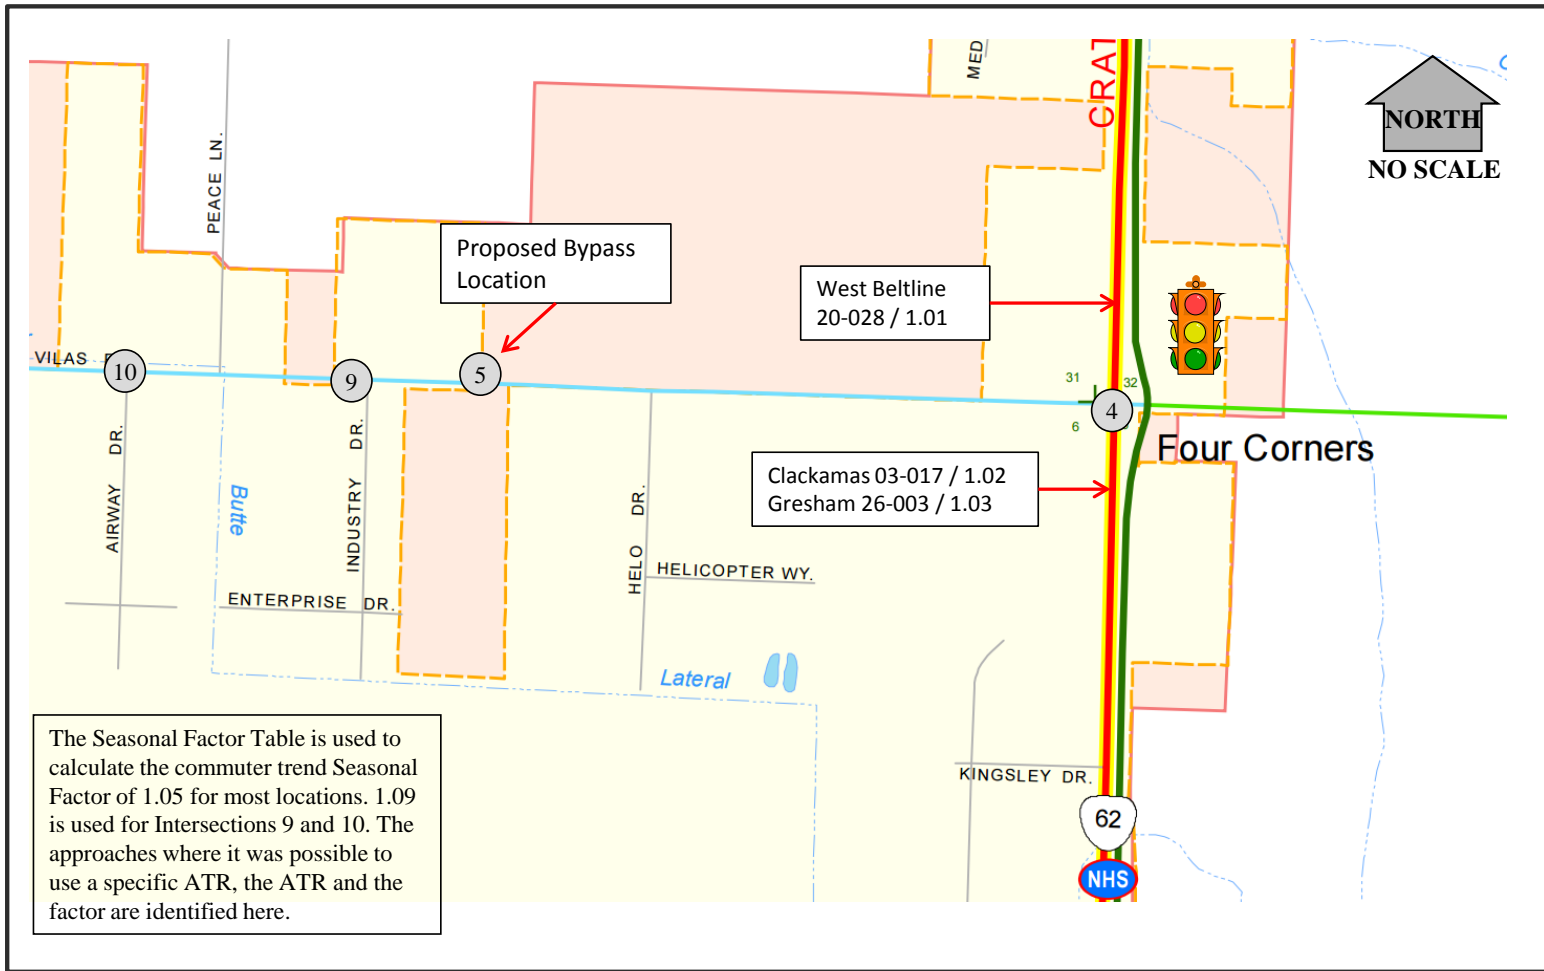 CRAT
MED
NORTH
NO SCALE
PEACE LN.
Proposed Bypass
Location
West Beltline
20-028 / 1.01
VILAS
10
9
5
31
32
4
6
Four Corners
Clackamas 03-017 / 1.02
Gresham 26-003 / 1.03
AIRWAY DR.
Butte
INDUSTRY DR.
HELO DR.
HELICOPTER WY.
ENTERPRISE DR.
Lateral
KINGSLEY DR.
62
NHS
The Seasonal Factor Table is used to
calculate the commuter trend Seasonal
Factor of 1.05 for most locations. 1.09
is used for Intersections 9 and 10. The
approaches where it was possible to
use a specific ATR, the ATR and the
factor are identified here.